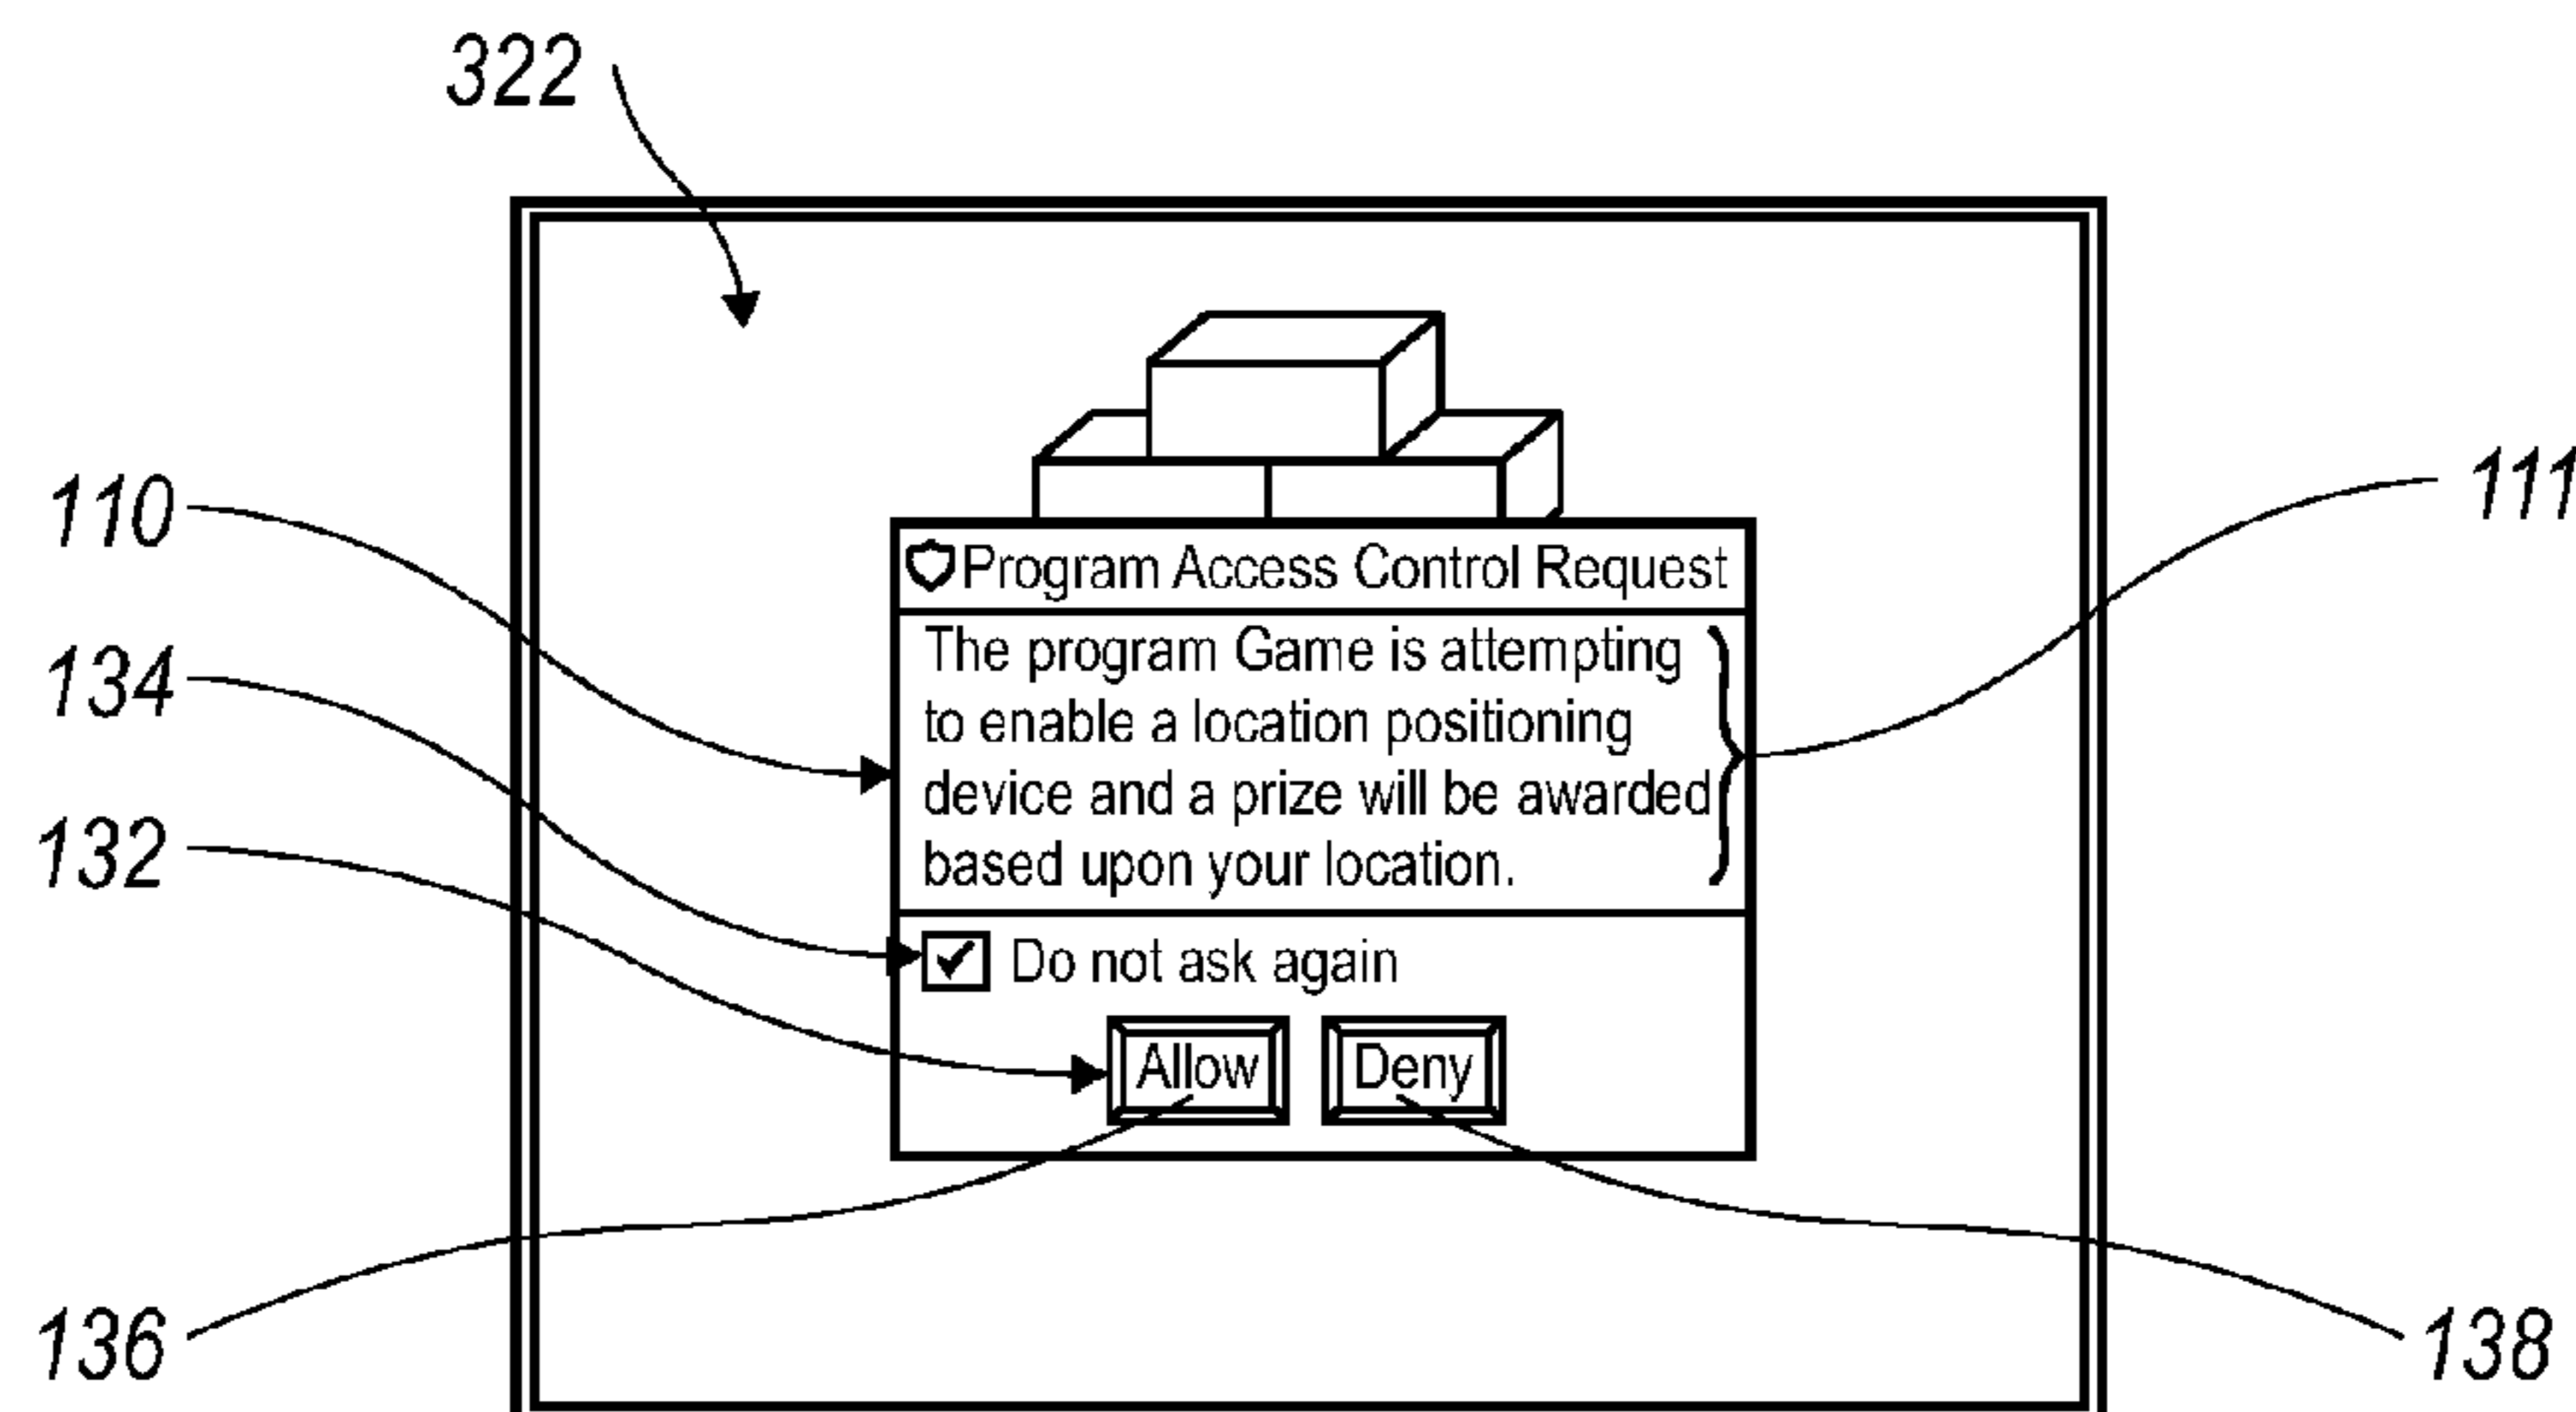 322
110
111
Program Access Control Request
The program Game is attempting
to enable a location positioning
device and a prize will be awarded
based upon your location.
134
132
Do not ask again
Allow Deny
136
138